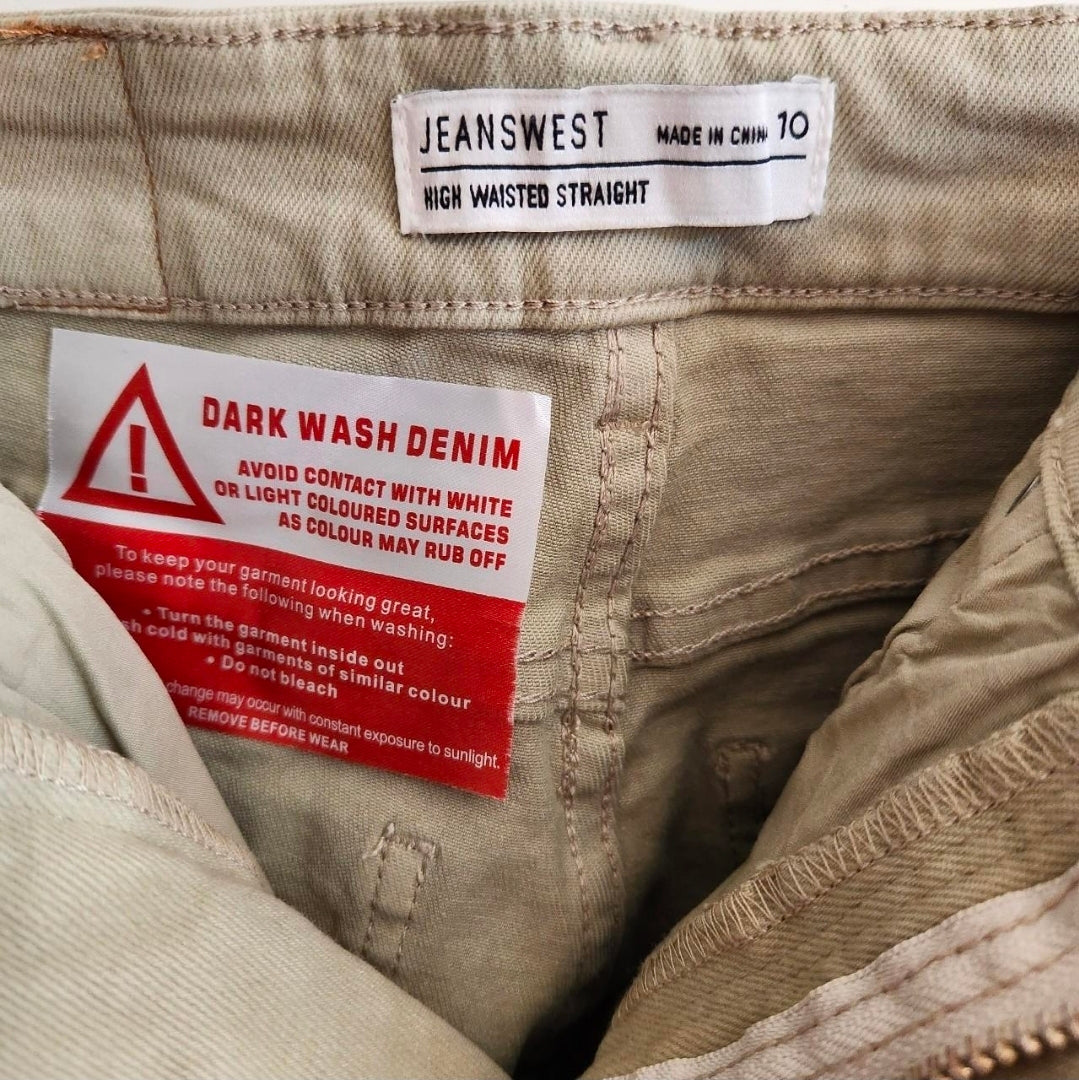 JEANSWEST MADE IN CHIN 10
HIGH WAISTED STRAIGHT
!
DARK WASH DENIM
AVOID CONTACT WITH WHITE
OR LIGHT COLOURED SURFACES
AS COLOUR MAY RUB OFF
To keep your garment looking great,
please note the following when washing:
• Turn the garment inside out
sh cold with garments of similar colour
• Do not bleach
change may occur with constant exposure to sunlight.
REMOVE BEFORE WEAR